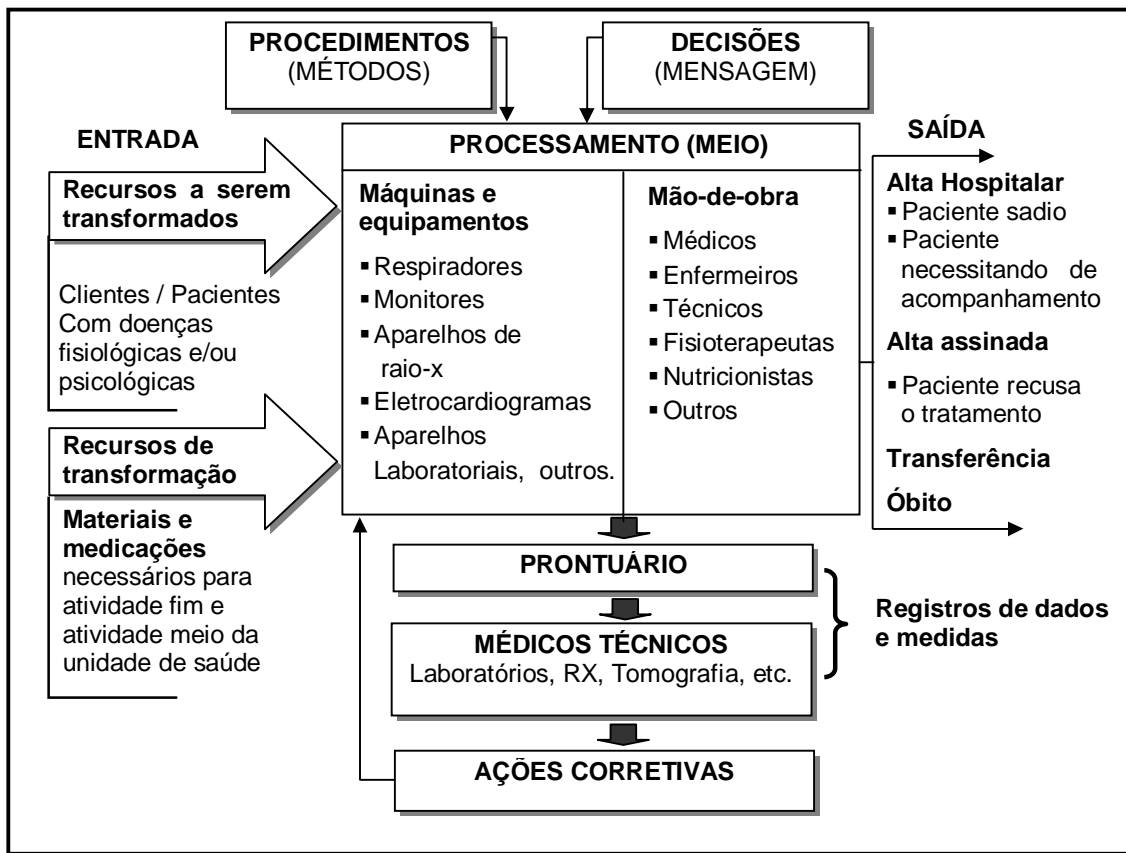 PROCEDIMENTOS
(MÉTODOS)
DECISÕES
(MENSAGEM)
ENTRADA
Recursos a serem
transformados
Clientes / Pacientes
Com doenças
fisiológicas e/ou
psicológicas
Recursos de
transformação
Materiais e
medicações
necessários para
atividade fim e
atividade meio da
unidade de saúde
PROCESSAMENTO (MEIO)
Máquinas e
equipamentos
▪ Respiradores
▪ Monitores
▪ Aparelhos de
raio-x
▪ Eletrocardiogramas
▪ Aparelhos
Laboratoriais, outros.
Mão-de-obra
▪ Médicos
▪ Enfermeiros
▪ Técnicos
▪ Fisioterapeutas
▪ Nutricionistas
▪ Outros
SAÍDA
Alta Hospitalar
▪ Paciente sadio
▪ Paciente
necessitando de
acompanhamento
Alta assinada
▪ Paciente recusa
o tratamento
Transferência
Óbito
PRONTUÁRIO
MÉDICOS TÉCNICOS
Laboratórios, RX, Tomografia, etc.
Registros de dados
e medidas
AÇÕES CORRETIVAS